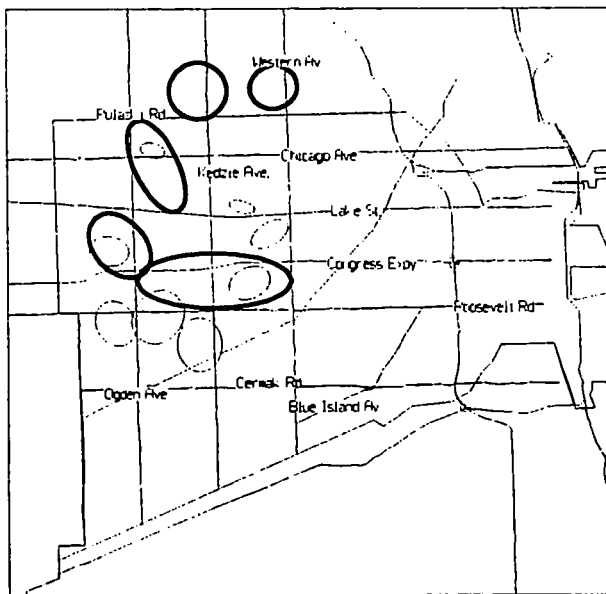 Western Av
Pulaski Rd.
Chicago Ave
Kedzie Ave.
Lake St.
Congress Expy
Roosevelt Rd
Cermak Rd
Ogden Ave
Blue Island Av